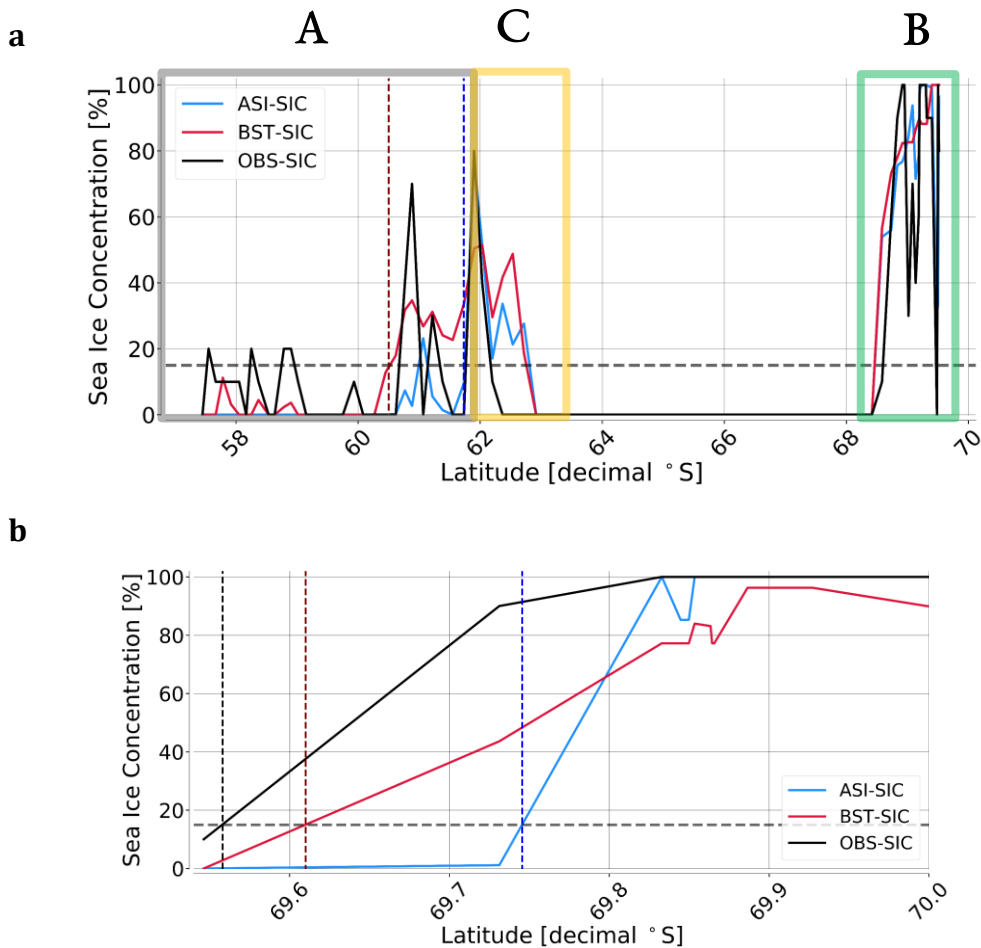 a
A C B
Sea Ice Concentration [%]
100
80
60
40
20
0
ASI-SIC
BST-SIC
OBS-SIC
58 60 62 64 66 68 70
Latitude [decimal °S]
b
Sea Ice Concentration [%]
100
80
60
40
20
0
ASI-SIC
BST-SIC
OBS-SIC
69.6 69.7 69.8 69.9 70.0
Latitude [decimal °S]